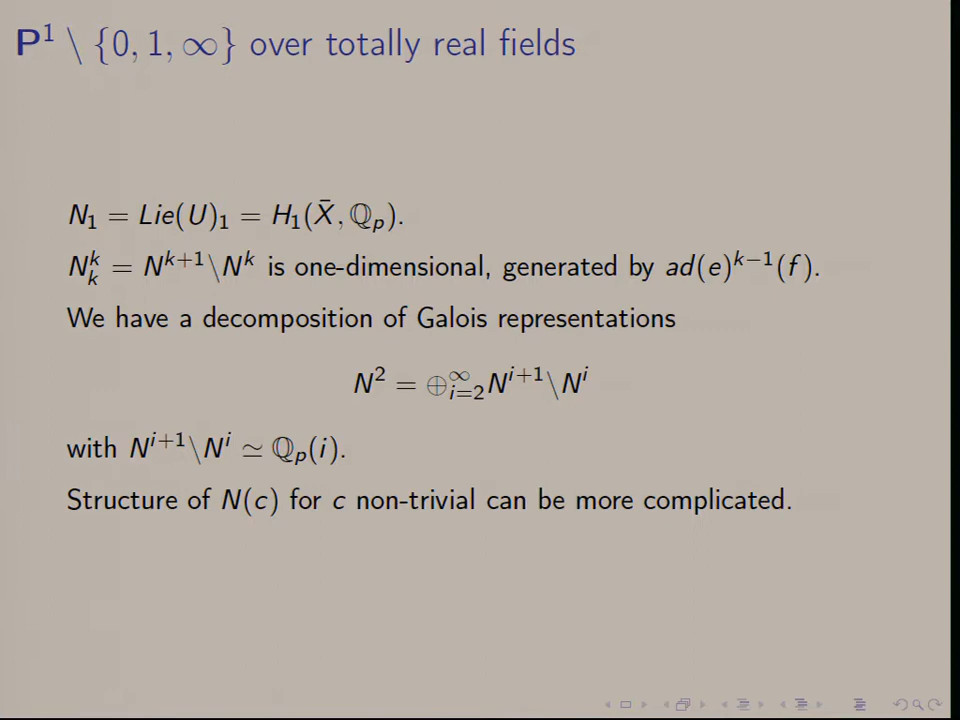 P¹ \ {0, 1, ∞} over totally real fields
N₁ = Lie(U)₁ = H₁(X̄, ℚₚ).
Nᵏₖ = Nᵏ⁺¹\Nᵏ is one-dimensional, generated by ad(e)ᵏ⁻¹(f).
We have a decomposition of Galois representations
N² = ⊕^∞_{i=2} Nⁱ⁺¹\Nⁱ
with Nⁱ⁺¹\Nⁱ ≃ ℚₚ(i).
Structure of N(c) for c non-trivial can be more complicated.